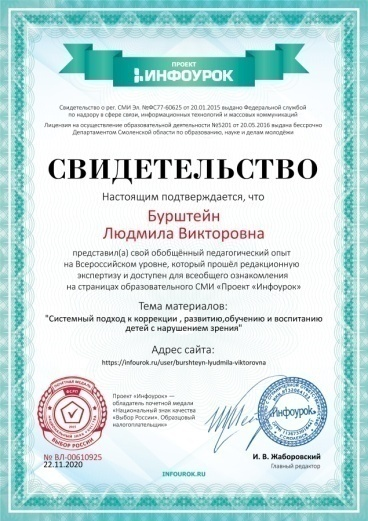 ПРОЕКТ
ИНФОУРОК
Свидетельство о рег. СМИ Эл. №ФС77-60625 от 20.01.2015 выдано Федеральной службой
по надзору в сфере связи, информационных технологий и массовых коммуникаций
Лицензия на осуществление образовательной деятельности №5201 от 20.05.2016 выдана бессрочно
Департаментом Смоленской области по образованию, науке и делам молодёжи
СВИДЕТЕЛЬСТВО
Настоящим подтверждается, что
Бурштейн
Людмила Викторовна
представил(а) свой обобщённый педагогический опыт
на Всероссийском уровне, который прошёл редакционную
экспертизу и доступен для всеобщего ознакомления
на страницах образовательного СМИ «Проект «Инфоурок»
Тема материалов:
"Системный подход к коррекции , развитию,обучению и воспитанию
детей с нарушением зрения"
Адрес сайта:
https://infourok.ru/user/burshteyn-lyudmila-viktorovna
Проект «Инфоурок» —
обладатель почетной медали
«Национальный знак качества
«Выбор России». Образцовый
налогоплательщик»
ВЫБОР РОССИИ
«Инфоурок»
№ ВЛ-00610925
22.11.2020
И. В. Жаборовский
Главный редактор
INFOUROK.RU